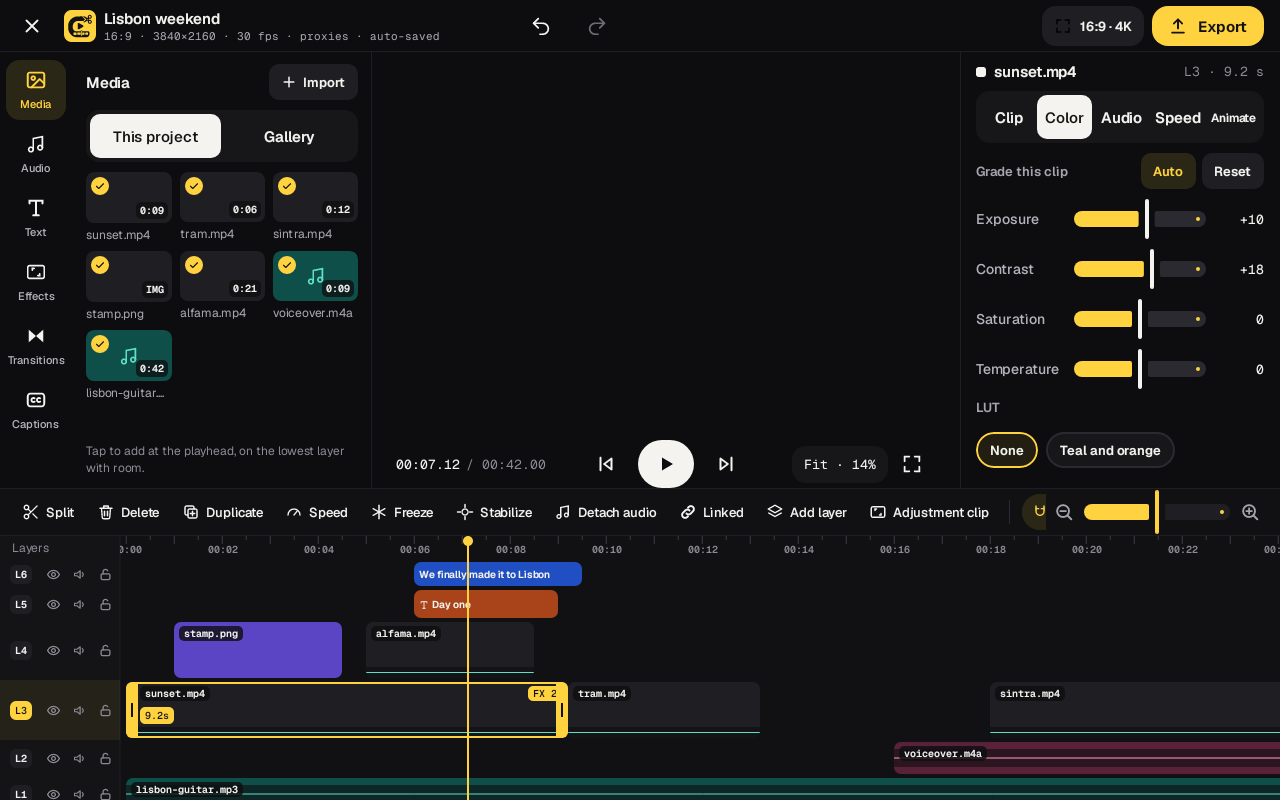 Lisbon weekend
16:9 · 3840×2160 · 30 fps · proxies · auto-saved
16:9 · 4K
Export
Media
Audio
Text
Effects
Transitions
Captions
Media
Import
This project
Gallery
0:09
0:06
0:12
sunset.mp4
tram.mp4
sintra.mp4
IMG
0:21
0:09
stamp.png
alfama.mp4
voiceover.m4a
0:42
lisbon-guitar…
Tap to add at the playhead, on the lowest layer
with room.
00:07.12 / 00:42.00
Fit · 14%
sunset.mp4
L3 · 9.2 s
Clip
Color
Audio
Speed
Animate
Grade this clip
Auto
Reset
Exposure
+10
Contrast
+18
Saturation
0
Temperature
0
LUT
None
Teal and orange
Split
Delete
Duplicate
Speed
Freeze
Stabilize
Detach audio
Linked
Add layer
Adjustment clip
Layers
0:00
00:02
00:04
00:06
00:08
00:10
00:12
00:14
00:16
00:18
00:20
00:22
00:
L6
We finally made it to Lisbon
L5
T Day one
L4
stamp.png
alfama.mp4
L3
sunset.mp4
FX 2
9.2s
tram.mp4
sintra.mp4
L2
voiceover.m4a
L1
lisbon-guitar.mp3